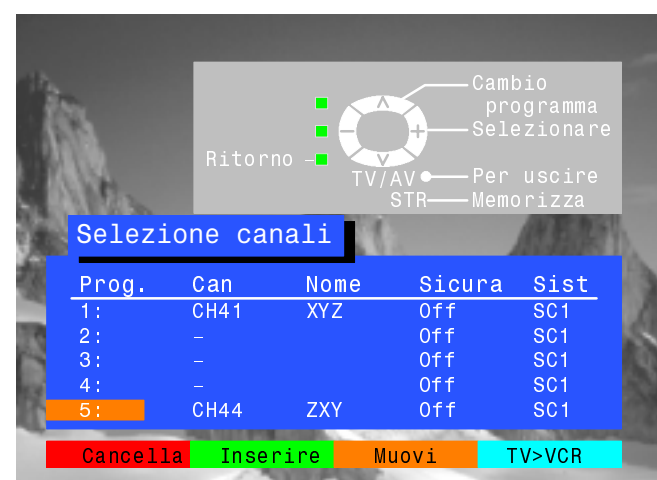 Cambio
programma
Selezionare
Ritorno
TV/AV Per uscire
STR Memorizza
Selezione canali
Prog. Can Nome Sicura Sist
1: CH41 XYZ Off SC1
2: – Off SC1
3: – Off SC1
4: – Off SC1
5: CH44 ZXY Off SC1
Cancella Inserire Muovi TV>VCR